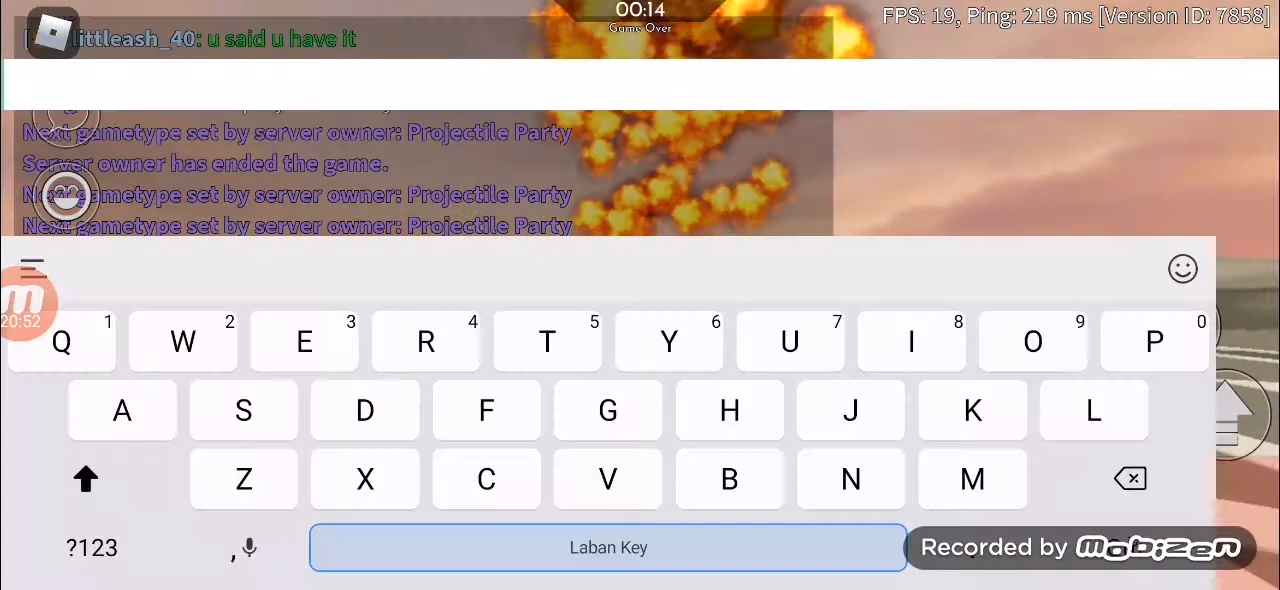 00:14
Game Over
FPS: 19, Ping: 219 ms [Version ID: 7858]
littleash_40: u said u have it
Next gametype set by server owner: Projectile Party
Server owner has ended the game.
Next gametype set by server owner: Projectile Party
Next gametype set by server owner: Projectile Party
20:52
Q 1 W 2 E 3 R 4 T 5 Y 6 U 7 I 8 O 9 P 0
A S D F G H J K L
Z X C V B N M
?123 , Laban Key
Recorded by mobizen